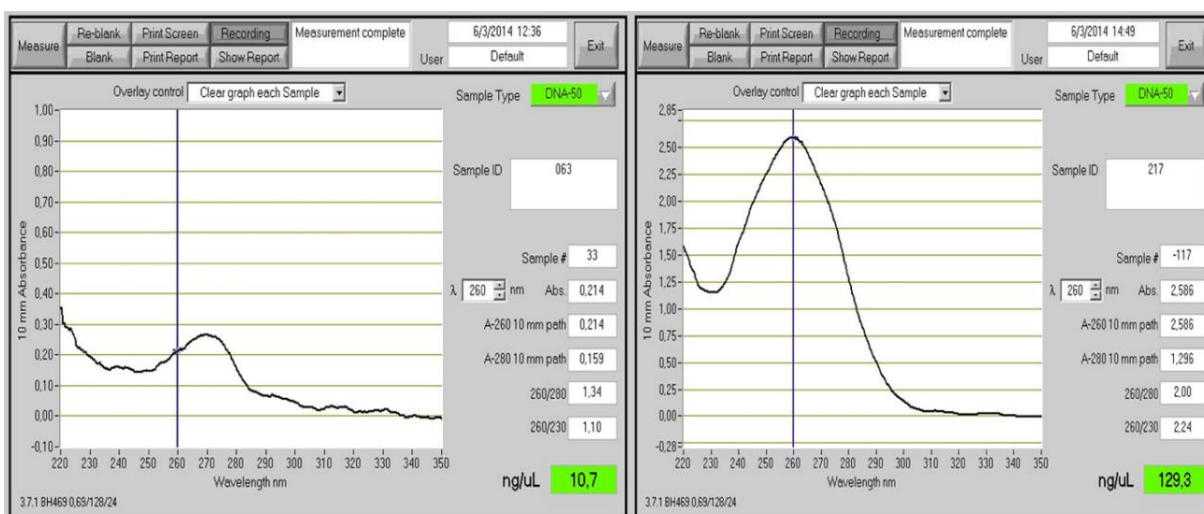 Measure Re-blank Print Screen Recording Measurement complete 6/3/2014 12:36 Exit
Blank Print Report Show Report User Default
Overlay control Clear graph each Sample Sample Type DNA-50
1,00
0,90
0,80
0,70
0,60
0,50
0,40
0,30
0,20
0,10
0,00
-0,10
10 mm Absorbance
220 230 240 250 260 270 280 290 300 310 320 330 340 350
Wavelength nm
Sample ID 063
Sample # 33
λ 260 nm Abs. 0,214
A-260 10 mm path 0,214
A-280 10 mm path 0,159
260/280 1,34
260/230 1,10
ng/uL 10,7
3.7.1 BH469 0,69/128/24
Measure Re-blank Print Screen Recording Measurement complete 6/3/2014 14:49 Exit
Blank Print Report Show Report User Default
Overlay control Clear graph each Sample Sample Type DNA-50
2,85
2,50
2,25
2,00
1,75
1,50
1,25
1,00
0,75
0,50
0,25
0,00
-0,28
10 mm Absorbance
220 230 240 250 260 270 280 290 300 310 320 330 340 350
Wavelength nm
Sample ID 217
Sample # -117
λ 260 nm Abs. 2,586
A-260 10 mm path 2,586
A-280 10 mm path 1,296
260/280 2,00
260/230 2,24
ng/uL 129,3
3.7.1 BH469 0,69/128/24